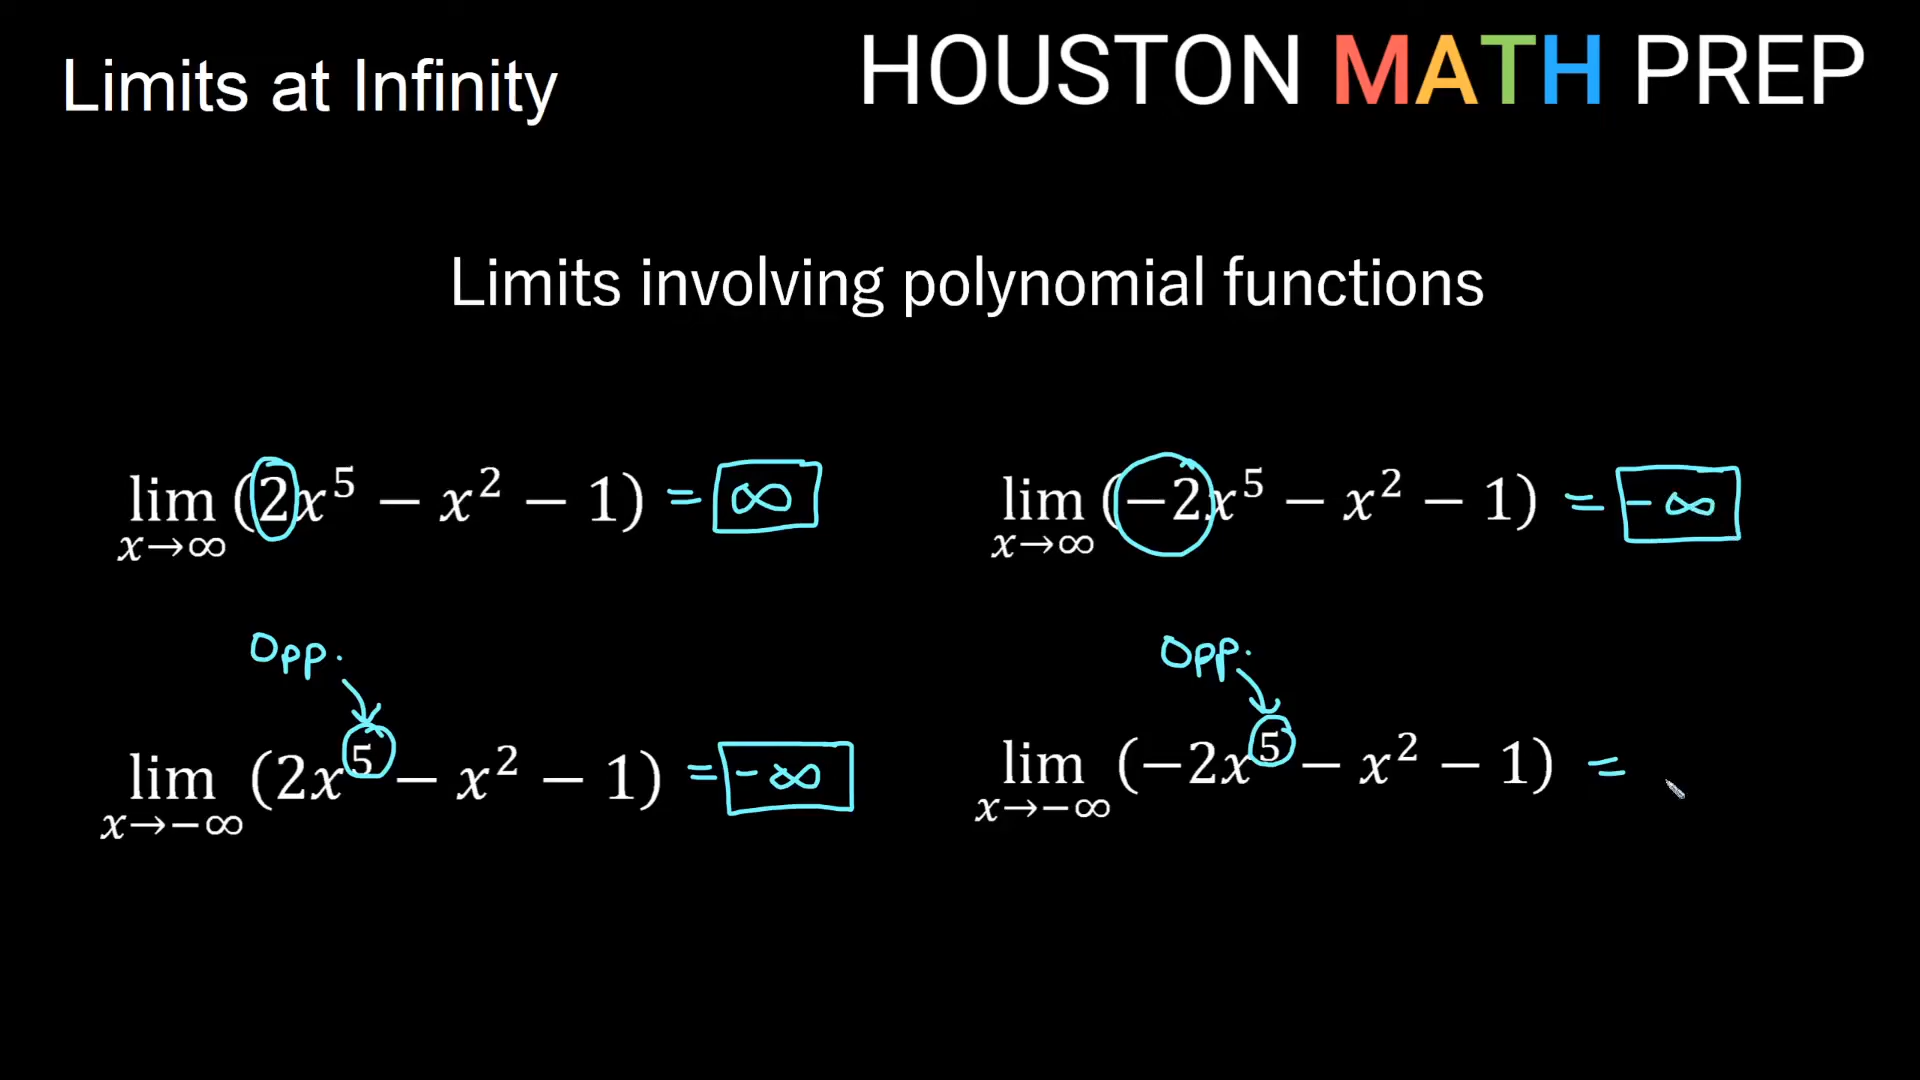 Limits at Infinity
HOUSTON MATH PREP
Limits involving polynomial functions
lim x→∞ (2x⁵ − x² − 1) = ∞
lim x→∞ (−2x⁵ − x² − 1) = -∞
Opp.
Opp.
lim x→−∞ (2x⁵ − x² − 1) = -∞
lim x→−∞ (−2x⁵ − x² − 1) =